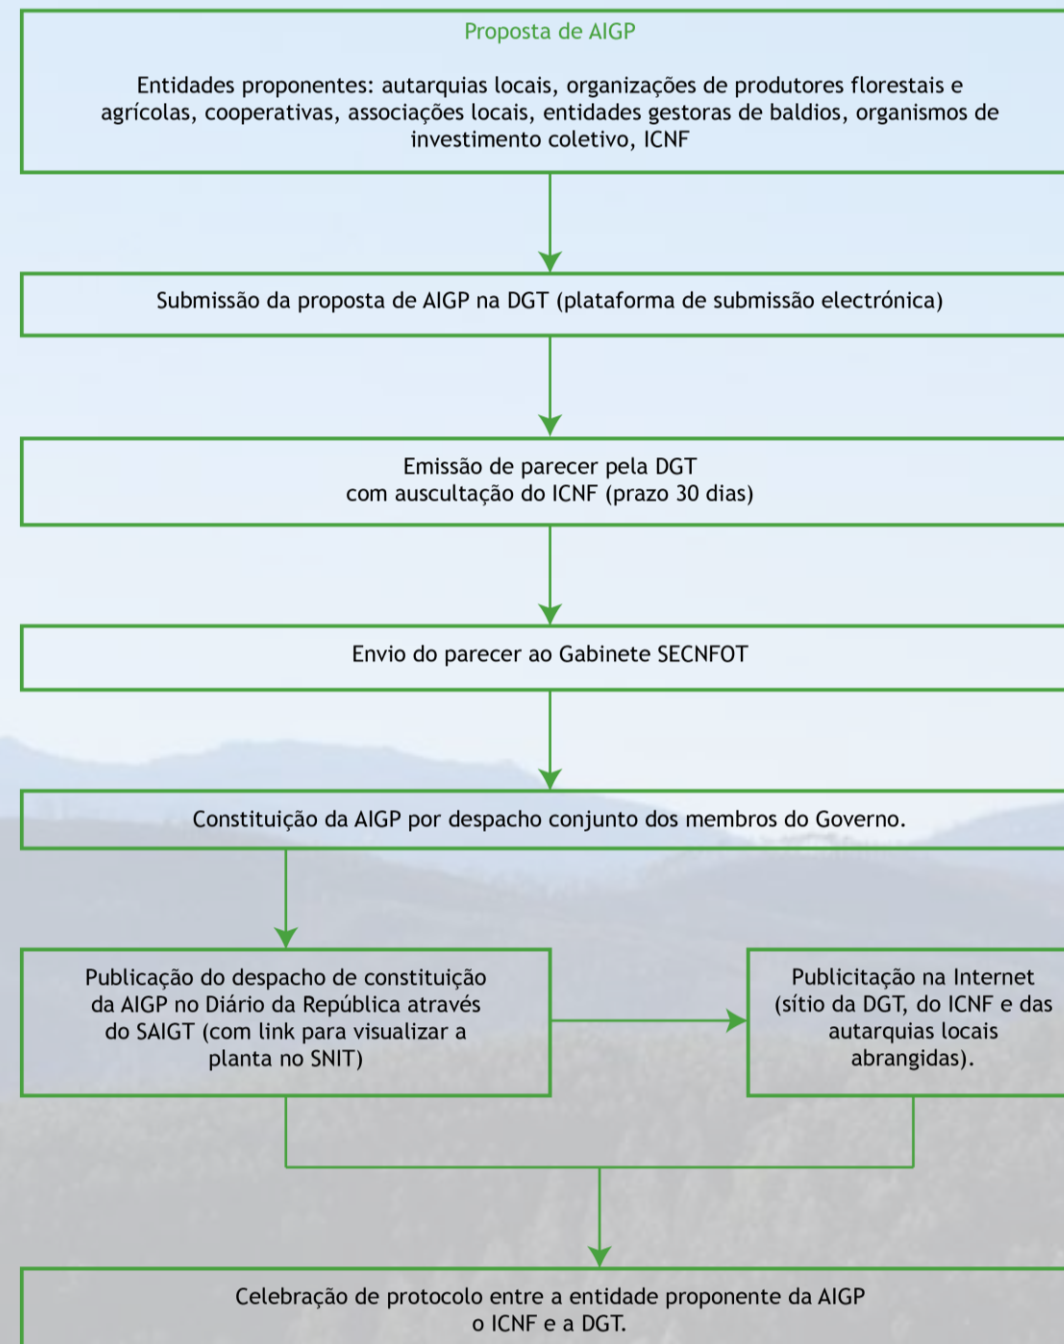 Proposta de AIGP
Entidades proponentes: autarquias locais, organizações de produtores florestais e
agrícolas, cooperativas, associações locais, entidades gestoras de baldios, organismos de
investimento coletivo, ICNF
Submissão da proposta de AIGP na DGT (plataforma de submissão electrónica)
Emissão de parecer pela DGT
com auscultação do ICNF (prazo 30 dias)
Envio do parecer ao Gabinete SECNFOT
Constituição da AIGP por despacho conjunto dos membros do Governo.
Publicação do despacho de constituição
da AIGP no Diário da República através
do SAIGT (com link para visualizar a
planta no SNIT)
Publicitação na Internet
(sítio da DGT, do ICNF e das
autarquias locais
abrangidas).
Celebração de protocolo entre a entidade proponente da AIGP
o ICNF e a DGT.